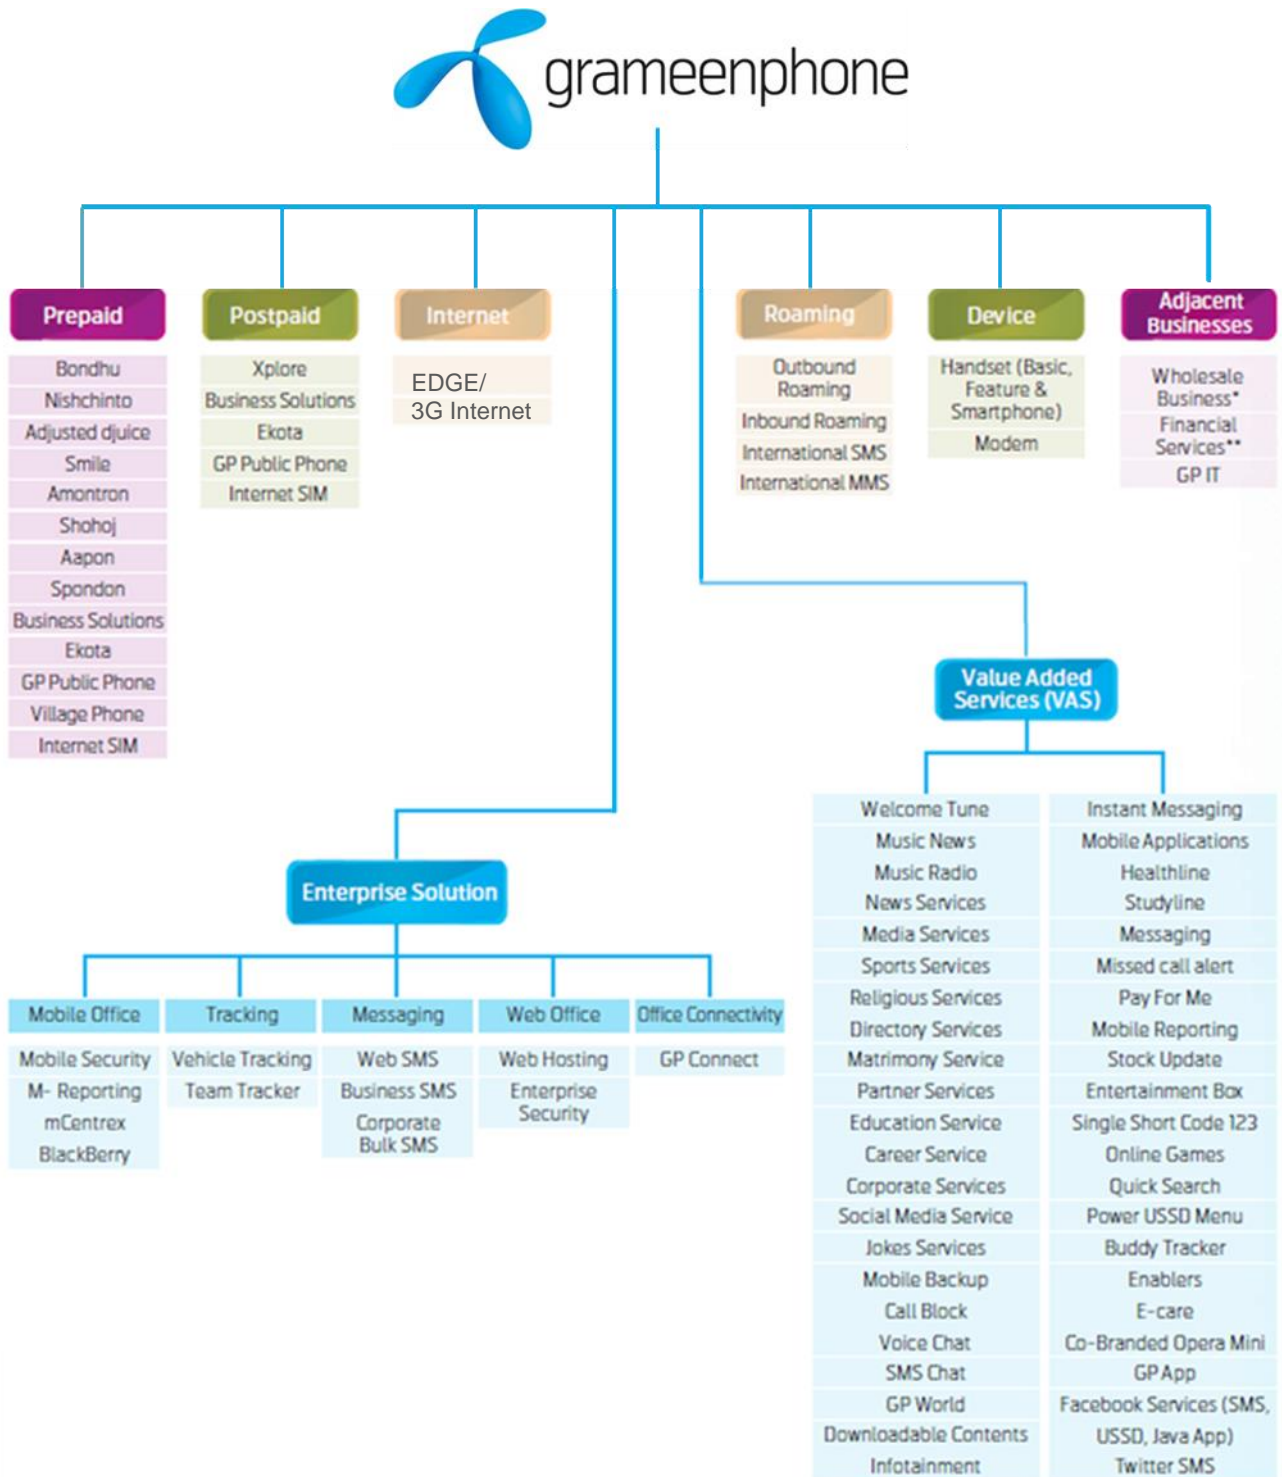 grameenphone
Prepaid
Bondhu
Nishchinto
Adjusted djuice
Smile
Amontron
Shohoj
Aapon
Spondon
Business Solutions
Ekota
GP Public Phone
Village Phone
Internet SIM
Postpaid
Xplore
Business Solutions
Ekota
GP Public Phone
Internet SIM
Internet
EDGE/
3G Internet
Roaming
Outbound
Roaming
Inbound Roaming
International SMS
International MMS
Device
Handset (Basic,
Feature &
Smartphone)
Modem
Adjacent
Businesses
Wholesale
Business*
Financial
Services**
GP IT
Enterprise Solution
Mobile Office
Mobile Security
M- Reporting
mCentrex
BlackBerry
Tracking
Vehicle Tracking
Team Tracker
Messaging
Web SMS
Business SMS
Corporate
Bulk SMS
Web Office
Web Hosting
Enterprise
Security
Office Connectivity
GP Connect
Value Added
Services (VAS)
Welcome Tune
Music News
Music Radio
News Services
Media Services
Sports Services
Religious Services
Directory Services
Matrimony Service
Partner Services
Education Service
Career Service
Corporate Services
Social Media Service
Jokes Services
Mobile Backup
Call Block
Voice Chat
SMS Chat
GP World
Downloadable Contents
Infotainment
Instant Messaging
Mobile Applications
Healthline
Studyline
Messaging
Missed call alert
Pay For Me
Mobile Reporting
Stock Update
Entertainment Box
Single Short Code 123
Online Games
Quick Search
Power USSD Menu
Buddy Tracker
Enablers
E-care
Co-Branded Opera Mini
GP App
Facebook Services (SMS,
USSD, Java App)
Twitter SMS